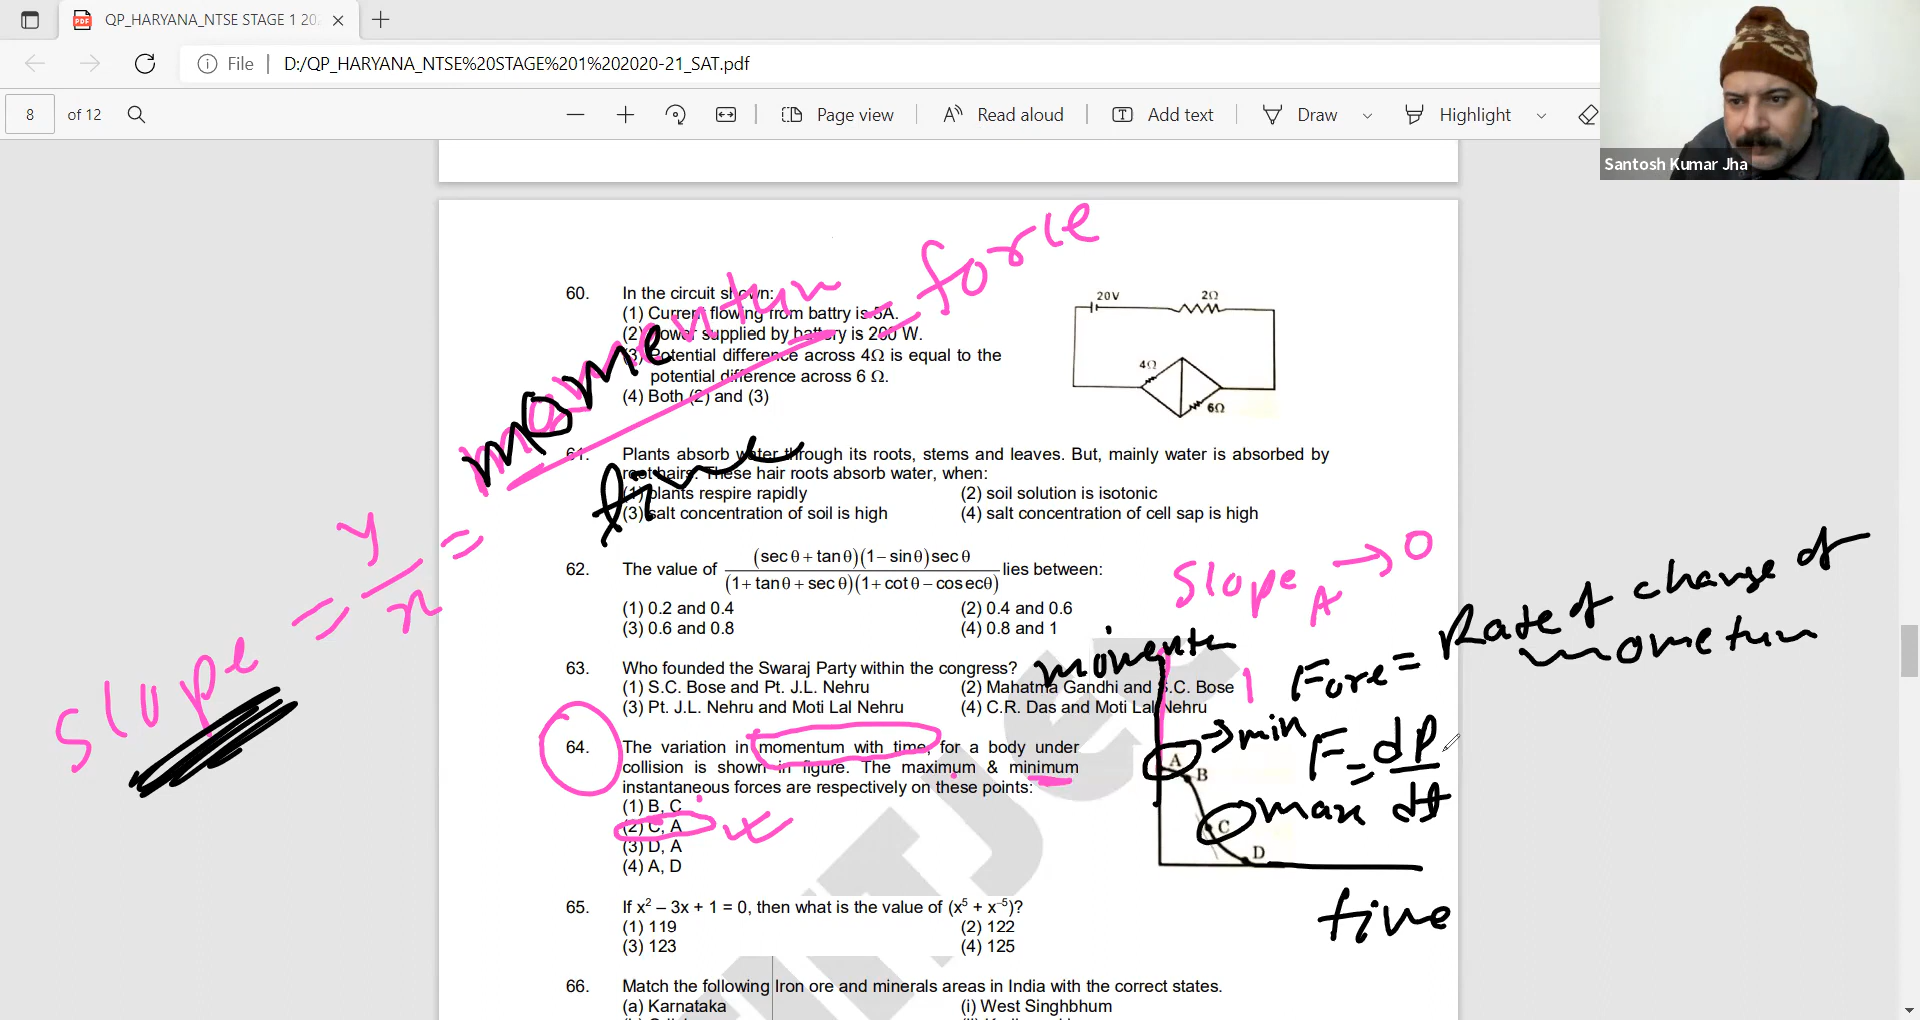 QP_HARYANA_NTSE STAGE 1 20
File | D:/QP_HARYANA_NTSE%20STAGE%201%202020-21_SAT.pdf
8 of 12 Page view Read aloud Add text Draw Highlight
Santosh Kumar Jha
60. In the circuit shown:
(1) Current flowing from battry is 5A.
(2) Power supplied by battery is 200 W.
(3) Potential difference across 4Ω is equal to the
potential difference across 6 Ω.
(4) Both (2) and (3)
20V 2Ω
4Ω
6Ω
momentum = force
time
slope = y/x =
61. Plants absorb water through its roots, stems and leaves. But, mainly water is absorbed by
root hairs. These hair roots absorb water, when:
(1) plants respire rapidly (2) soil solution is isotonic
(3) salt concentration of soil is high (4) salt concentration of cell sap is high
62. The value of (sec θ + tan θ)(1 – sin θ) sec θ / (1 + tan θ + sec θ)(1 + cot θ – cos ec θ) lies between:
(1) 0.2 and 0.4 (2) 0.4 and 0.6
(3) 0.6 and 0.8 (4) 0.8 and 1
slope A → 0
63. Who founded the Swaraj Party within the congress?
(1) S.C. Bose and Pt. J.L. Nehru (2) Mahatma Gandhi and S.C. Bose
(3) Pt. J.L. Nehru and Moti Lal Nehru (4) C.R. Das and Moti Lal Nehru
Fore = Rate of change of
mometum
F = dP
dt
64. The variation in momentum with time, for a body under
collision is shown in figure. The maximum & minimum
instantaneous forces are respectively on these points:
(1) B, C
(2) C, A
(3) D, A
(4) A, D
A → min
B
C max
D
time
65. If x² – 3x + 1 = 0, then what is the value of (x⁵ + x⁻⁵)?
(1) 119 (2) 122
(3) 123 (4) 125
66. Match the following Iron ore and minerals areas in India with the correct states.
(a) Karnataka (i) West Singhbhum